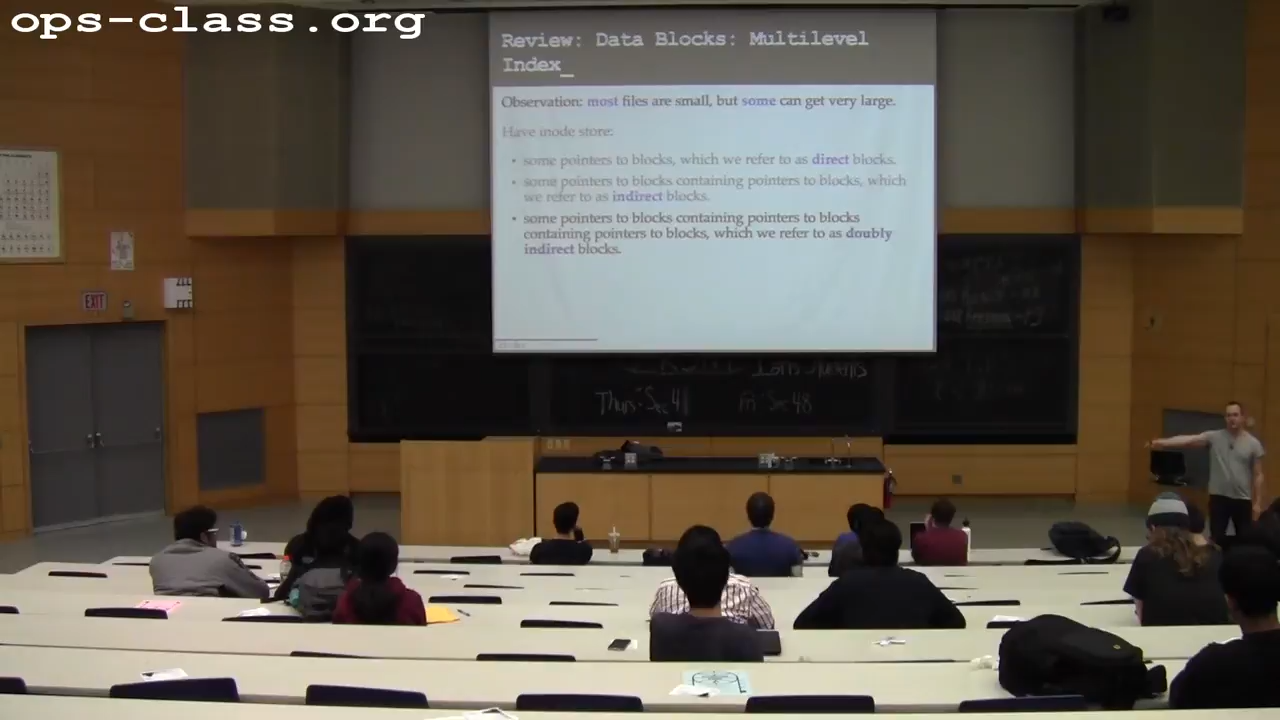 ops-class.org
Review: Data Blocks: Multilevel
Index_
Observation: most files are small, but some can get very large.
Have inode store:
• some pointers to blocks, which we refer to as direct blocks.
• some pointers to blocks containing pointers to blocks, which
we refer to as indirect blocks.
• some pointers to blocks containing pointers to blocks
containing pointers to blocks, which we refer to as doubly
indirect blocks.
EXIT
Thurs - Sec 41
Fri - Sec 48